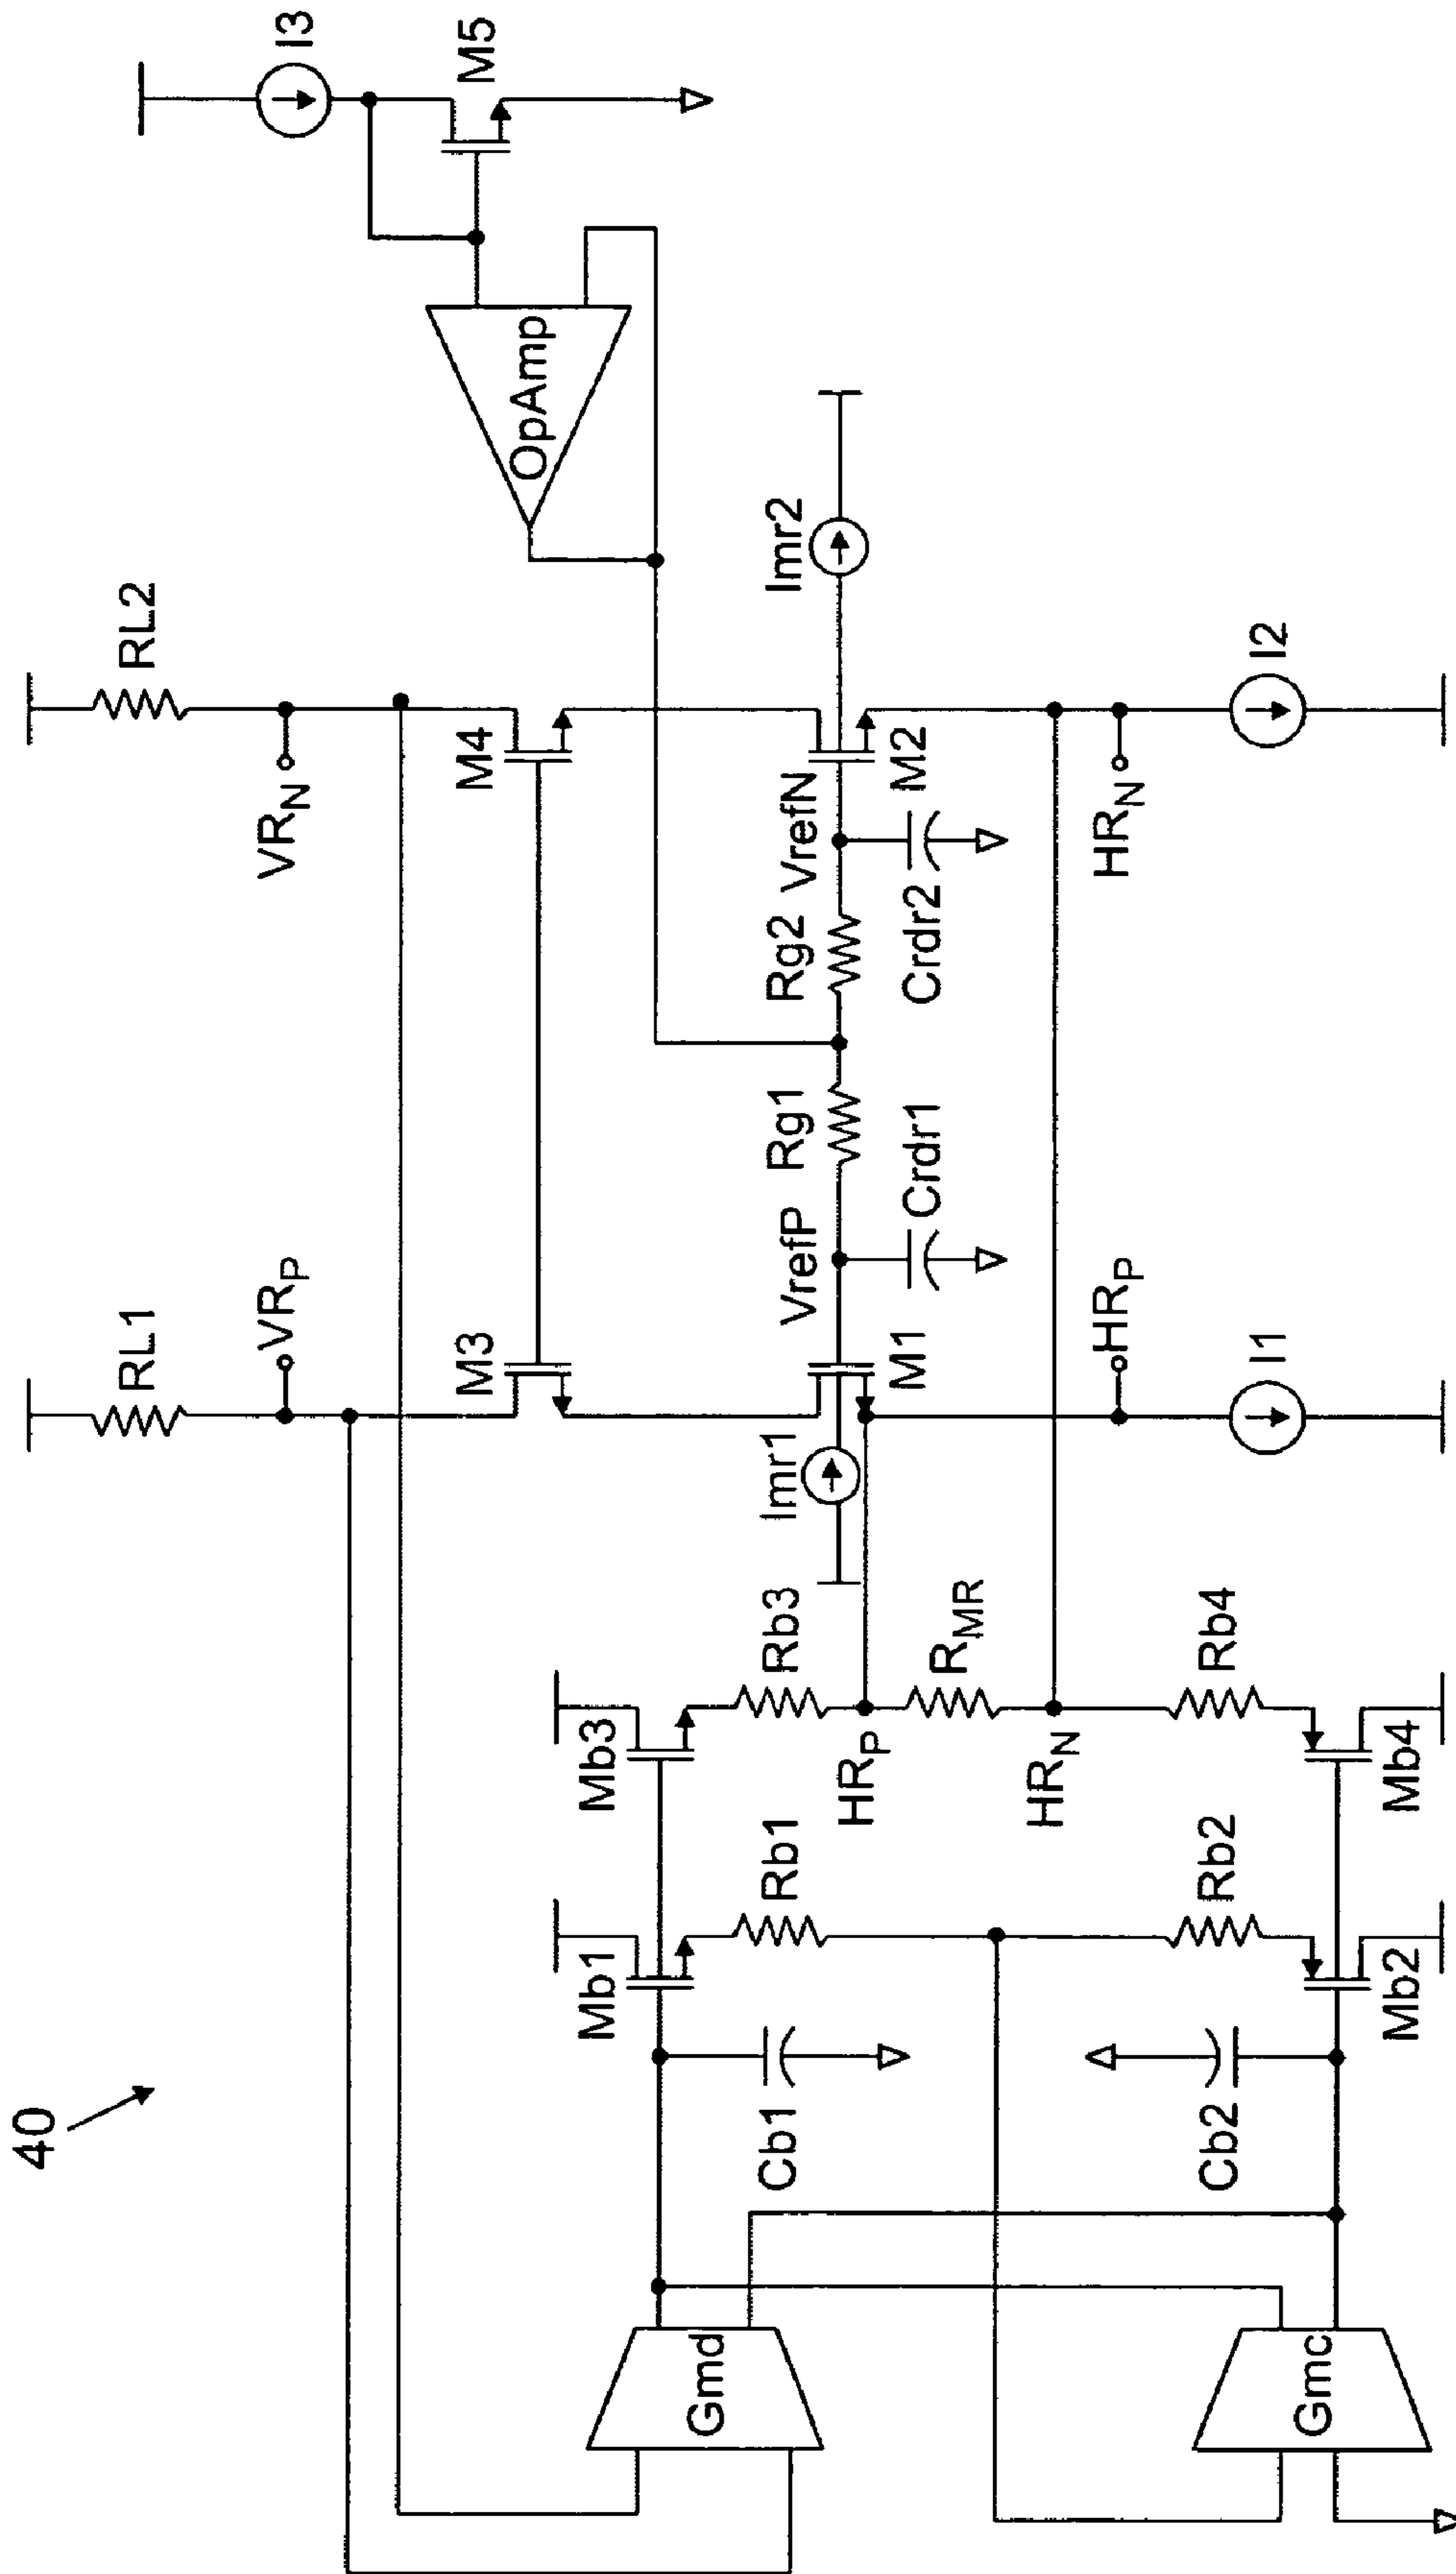 40
RL1
RL2
I3
VR_P
VR_N
M5
M3
M4
OpAmp
Mb3
Mb1
Imr1
VrefP
Rg1
Rg2
VrefN
Imr2
Rb3
Rb1
Cb1
Gmd
M1
Crdr1
Crdr2
M2
HR_P
R_MR
HR_N
HR_P
HR_N
Rb4
Rb2
Cb2
I1
I2
Gmc
Mb4
Mb2